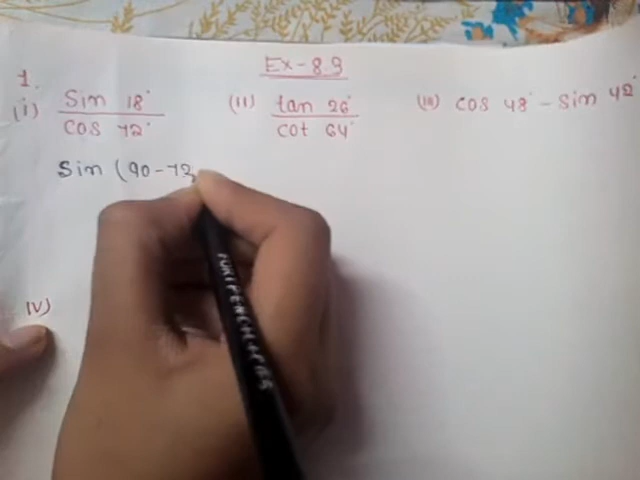 Ex-8.3
1.
(i) Sin 18° / cos 72° (ii) tan 26° / cot 64° (iii) cos 48° - sin 42°
Sin (90-72
IV)